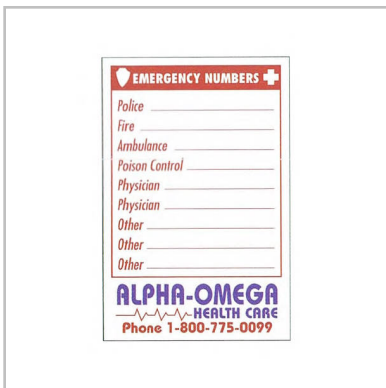 EMERGENCY NUMBERS
Police
Fire
Ambulance
Poison Control
Physician
Physician
Other
Other
Other
ALPHA-OMEGA
HEALTH CARE
Phone 1-800-775-0099